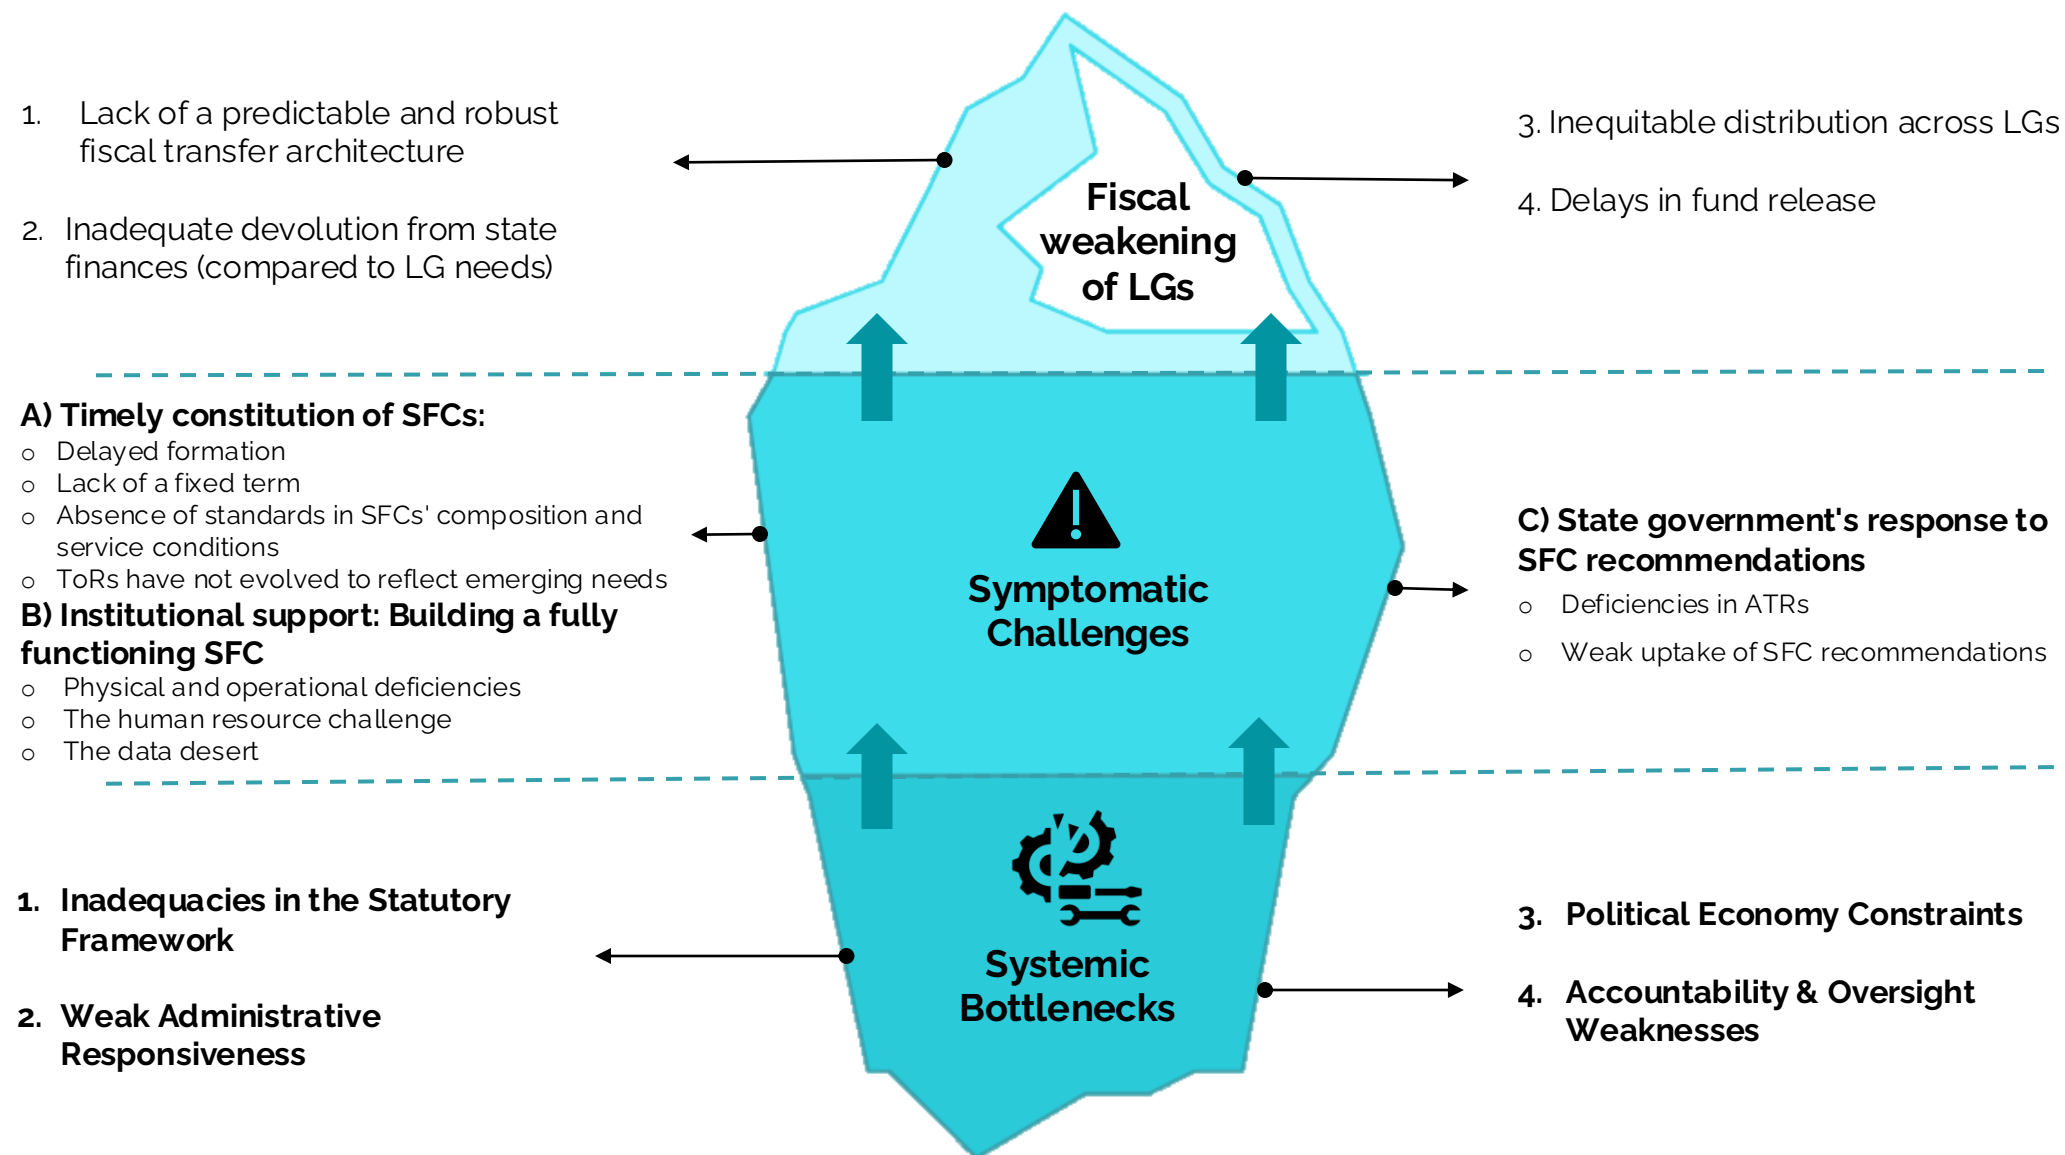 1. Lack of a predictable and robust
fiscal transfer architecture
2. Inadequate devolution from state
finances (compared to LG needs)
Fiscal
weakening
of LGs
3. Inequitable distribution across LGs
4. Delays in fund release
A) Timely constitution of SFCs:
o Delayed formation
o Lack of a fixed term
o Absence of standards in SFCs' composition and
service conditions
o ToRs have not evolved to reflect emerging needs
B) Institutional support: Building a fully
functioning SFC
o Physical and operational deficiencies
o The human resource challenge
o The data desert
Symptomatic
Challenges
C) State government's response to
SFC recommendations
o Deficiencies in ATRs
o Weak uptake of SFC recommendations
1. Inadequacies in the Statutory
Framework
2. Weak Administrative
Responsiveness
Systemic
Bottlenecks
3. Political Economy Constraints
4. Accountability & Oversight
Weaknesses